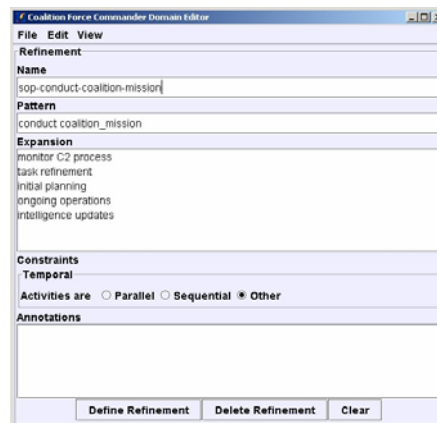 Coalition Force Commander Domain Editor
File Edit View
Refinement
Name
sop-conduct-coalition-mission
Pattern
conduct coalition_mission
Expansion
monitor C2 process
task refinement
initial planning
ongoing operations
intelligence updates
Constraints
Temporal
Activities are Parallel Sequential Other
Annotations
Define Refinement Delete Refinement Clear